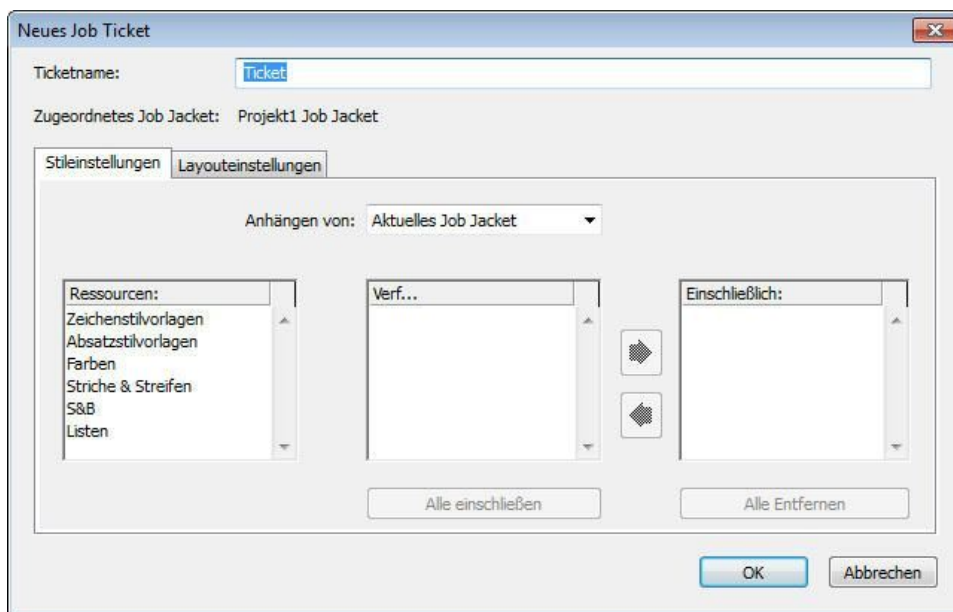 Neues Job Ticket
Ticketname: Ticket
Zugeordnetes Job Jacket: Projekt1 Job Jacket
Stileinstellungen Layouteinstellungen
Anhängen von: Aktuelles Job Jacket
Ressourcen: Verf... Einschließlich:
Zeichenstilvorlagen
Absatzstilvorlagen
Farben
Striche & Streifen
S&B
Listen
Alle einschließen Alle Entfernen
OK Abbrechen